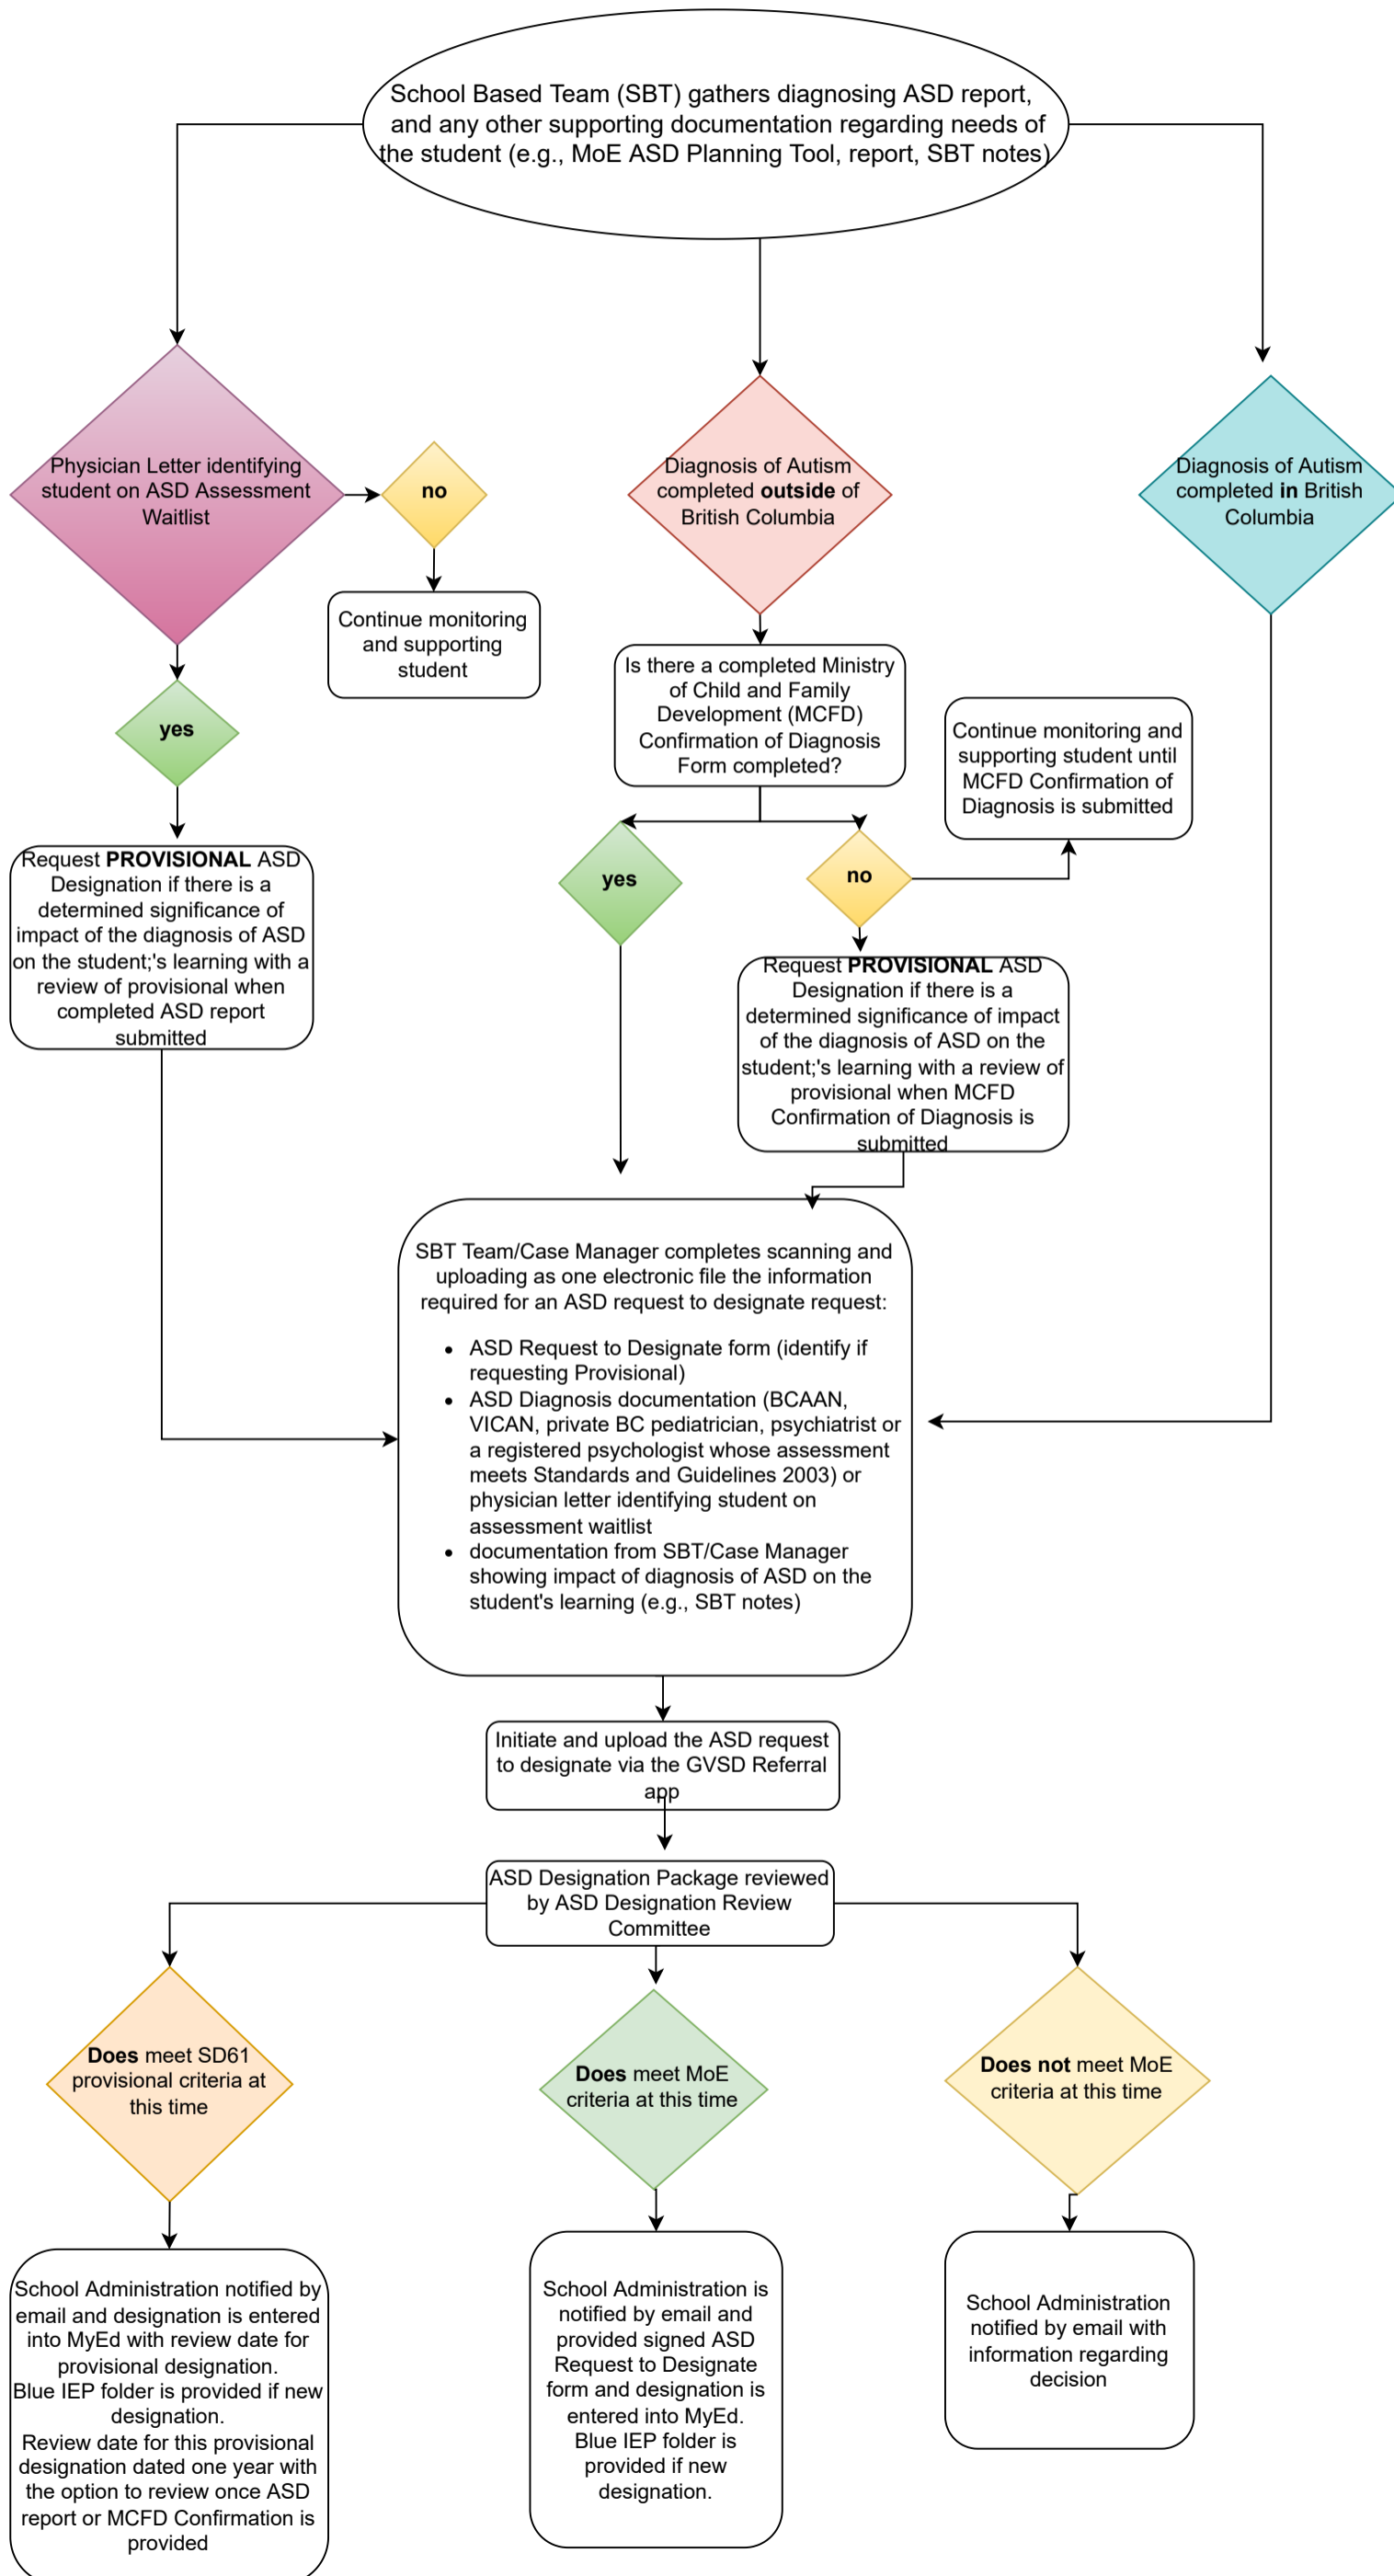 School Based Team (SBT) gathers diagnosing ASD report,
and any other supporting documentation regarding needs of
the student (e.g., MoE ASD Planning Tool, report, SBT notes)
Physician Letter identifying
student on ASD Assessment
Waitlist
no
Continue monitoring
and supporting
student
yes
Request PROVISIONAL ASD
Designation if there is a
determined significance of
impact of the diagnosis of ASD
on the student;'s learning with a
review of provisional when
completed ASD report
submitted
Diagnosis of Autism
completed outside of
British Columbia
Is there a completed Ministry
of Child and Family
Development (MCFD)
Confirmation of Diagnosis
Form completed?
yes
no
Continue monitoring and
supporting student until
MCFD Confirmation of
Diagnosis is submitted
Request PROVISIONAL ASD
Designation if there is a
determined significance of impact
of the diagnosis of ASD on the
student;'s learning with a review of
provisional when MCFD
Confirmation of Diagnosis is
submitted
Diagnosis of Autism
completed in British
Columbia
SBT Team/Case Manager completes scanning and
uploading as one electronic file the information
required for an ASD request to designate request:
• ASD Request to Designate form (identify if
requesting Provisional)
• ASD Diagnosis documentation (BCAAN,
VICAN, private BC pediatrician, psychiatrist or
a registered psychologist whose assessment
meets Standards and Guidelines 2003) or
physician letter identifying student on
assessment waitlist
• documentation from SBT/Case Manager
showing impact of diagnosis of ASD on the
student's learning (e.g., SBT notes)
Initiate and upload the ASD request
to designate via the GVSD Referral
app
ASD Designation Package reviewed
by ASD Designation Review
Committee
Does meet SD61
provisional criteria at
this time
Does meet MoE
criteria at this time
Does not meet MoE
criteria at this time
School Administration notified by
email and designation is entered
into MyEd with review date for
provisional designation.
Blue IEP folder is provided if new
designation.
Review date for this provisional
designation dated one year with
the option to review once ASD
report or MCFD Confirmation is
provided
School Administration is
notified by email and
provided signed ASD
Request to Designate
form and designation is
entered into MyEd.
Blue IEP folder is
provided if new
designation.
School Administration
notified by email with
information regarding
decision